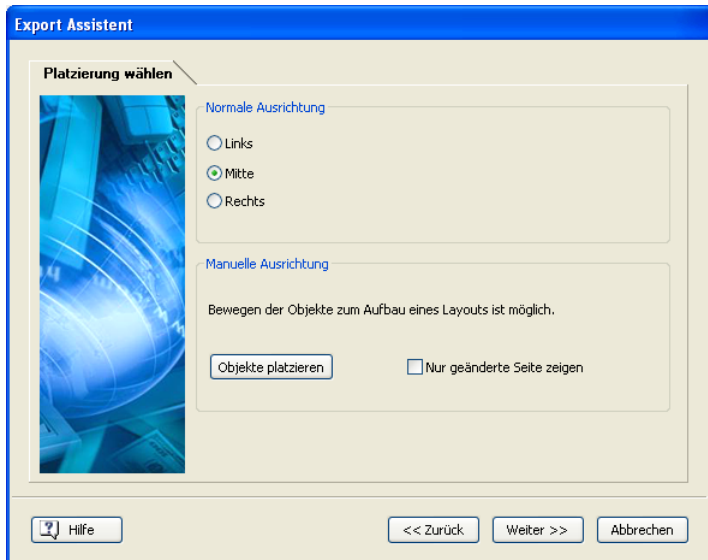 Export Assistent
Platzierung wählen
Normale Ausrichtung
Links
Mitte
Rechts
Manuelle Ausrichtung
Bewegen der Objekte zum Aufbau eines Layouts ist möglich.
Objekte platzieren
Nur geänderte Seite zeigen
Hilfe
<< Zurück
Weiter >>
Abbrechen